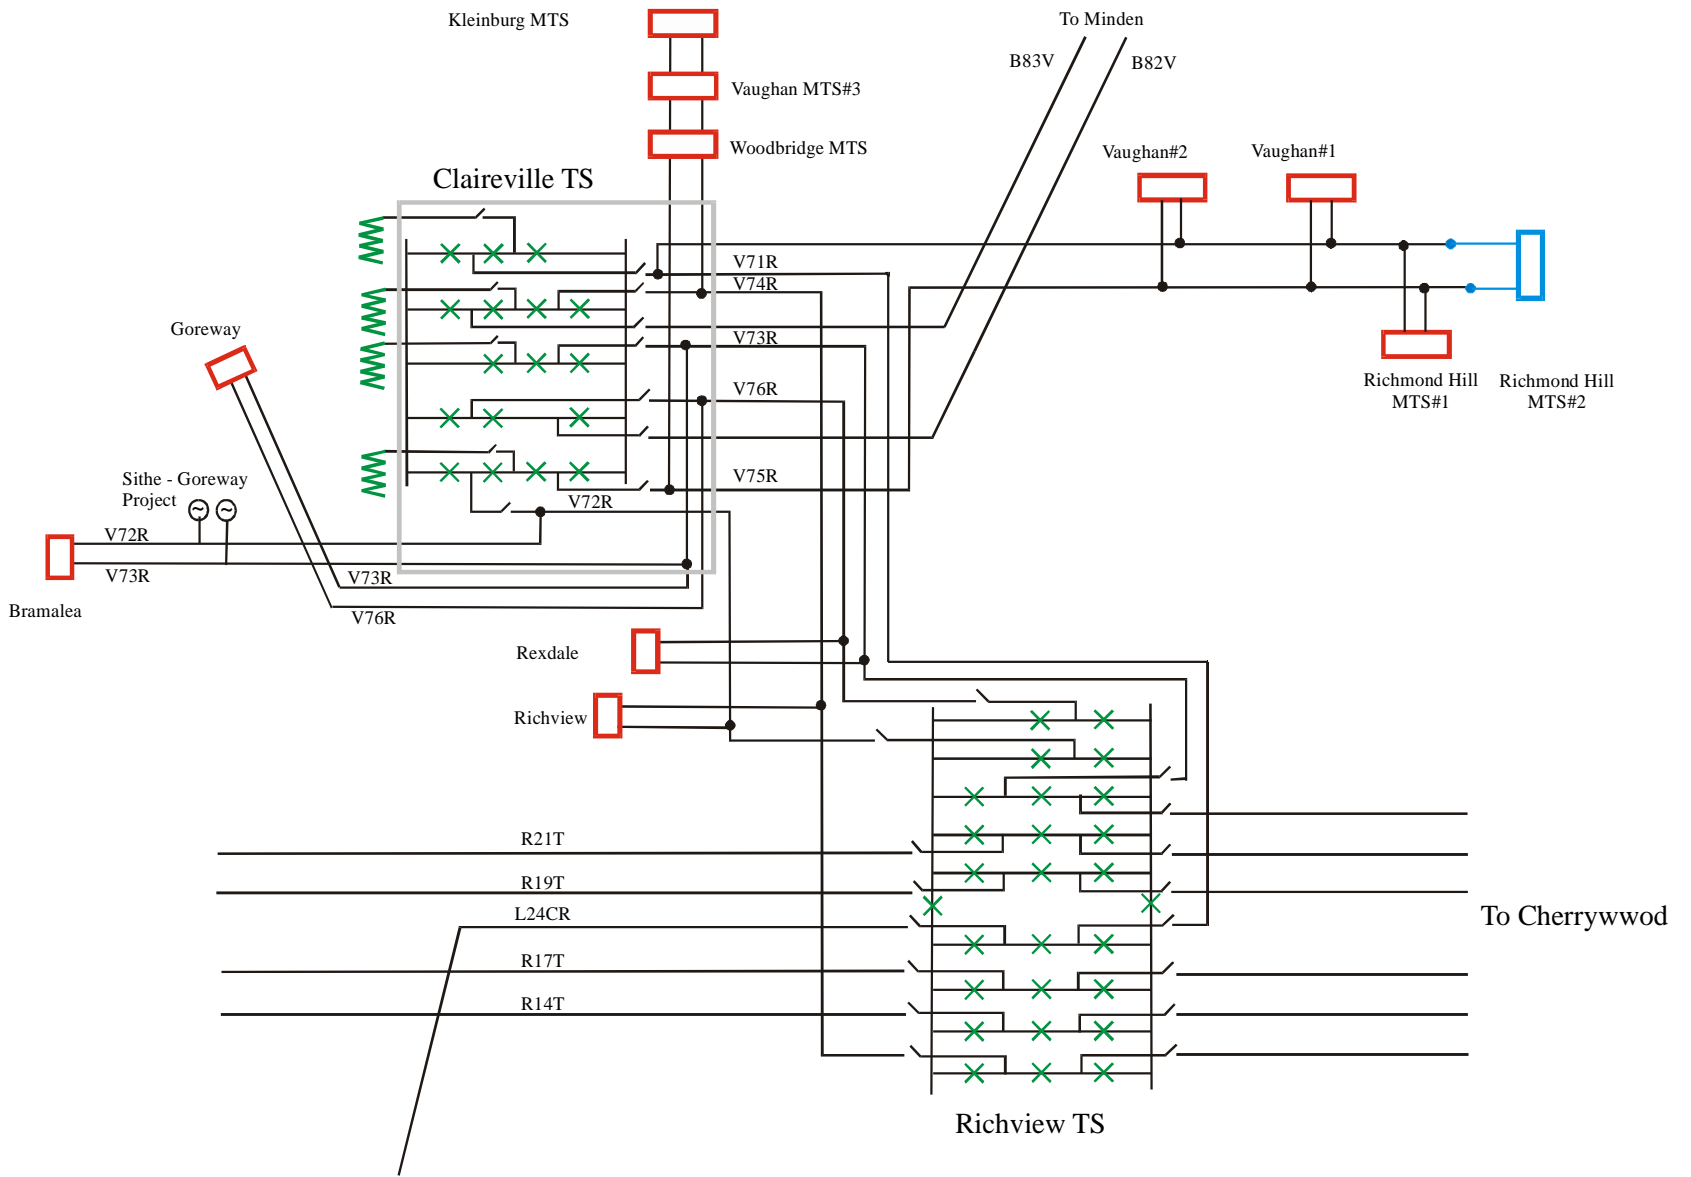 Kleinburg MTS
To Minden
B83V
B82V
Vaughan MTS#3
Woodbridge MTS
Vaughan#2
Vaughan#1
Claireville TS
V71R
V74R
Goreway
V73R
Richmond Hill
MTS#1
Richmond Hill
MTS#2
V76R
Sithe - Goreway
Project
V75R
V72R
V72R
V73R
V73R
Bramalea
V76R
Rexdale
Richview
R21T
R19T
L24CR
To Cherrywwod
R17T
R14T
Richview TS